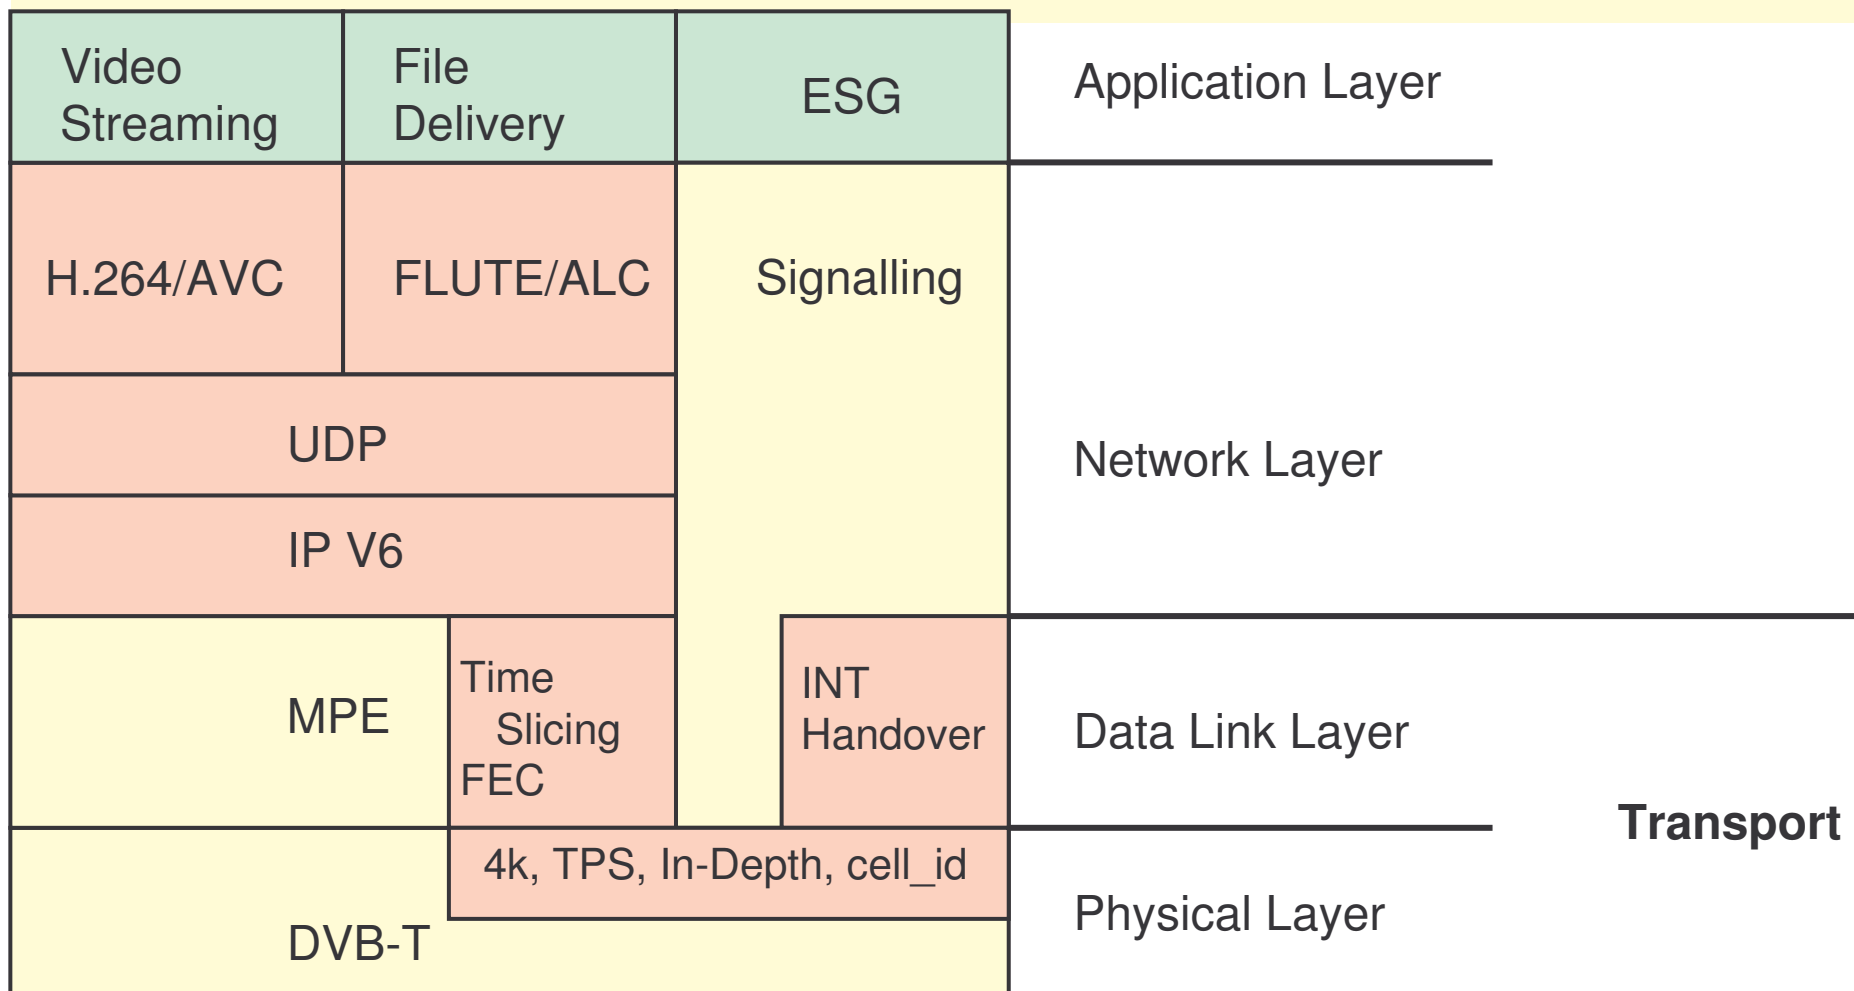 Video
Streaming
File
Delivery
ESG
Application Layer
H.264/AVC
FLUTE/ALC
Signalling
UDP
Network Layer
IP V6
MPE
Time
Slicing
FEC
INT
Handover
Data Link Layer
Transport
4k, TPS, In-Depth, cell_id
Physical Layer
DVB-T